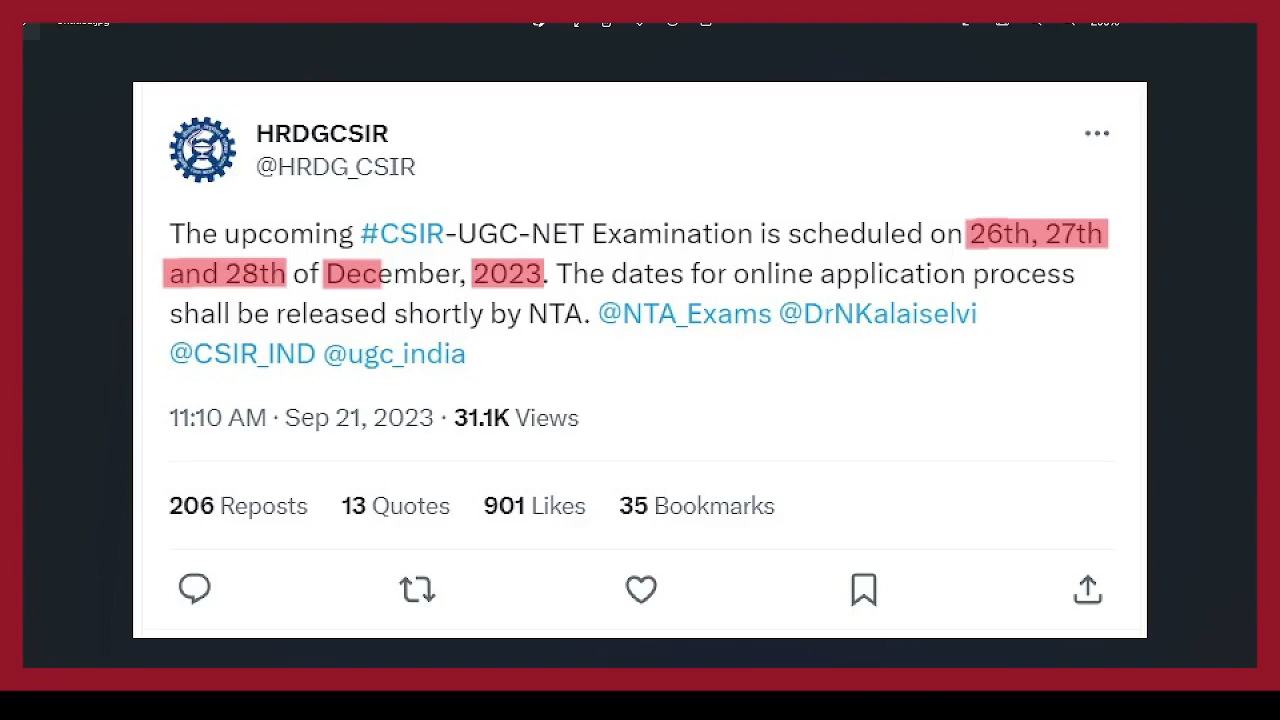 HRDGCSIR
@HRDG_CSIR
The upcoming #CSIR-UGC-NET Examination is scheduled on 26th, 27th
and 28th of December, 2023. The dates for online application process
shall be released shortly by NTA. @NTA_Exams @DrNKalaiselvi
@CSIR_IND @ugc_india
11:10 AM · Sep 21, 2023 · 31.1K Views
206 Reposts 13 Quotes 901 Likes 35 Bookmarks